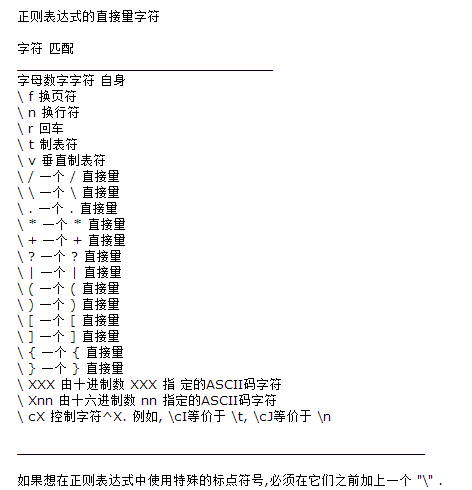 正则表达式的直接量字符
字符 匹配
________________________________
字母数字字符 自身
\ f 换页符
\ n 换行符
\ r 回车
\ t 制表符
\ v 垂直制表符
\ / 一个 / 直接量
\ \ 一个 \ 直接量
\ . 一个 . 直接量
\ * 一个 * 直接量
\ + 一个 + 直接量
\ ? 一个 ? 直接量
\ | 一个 | 直接量
\ ( 一个 ( 直接量
\ ) 一个 ) 直接量
\ [ 一个 [ 直接量
\ ] 一个 ] 直接量
\ { 一个 { 直接量
\ } 一个 } 直接量
\ XXX 由十进制数 XXX 指 定的ASCII码字符
\ Xnn 由十六进制数 nn 指定的ASCII码字符
\ cX 控制字符^X. 例如, \cI等价于 \t, \cJ等价于 \n
___________________________________________________
如果想在正则表达式中使用特殊的标点符号,必须在它们之前加上一个 "\" .